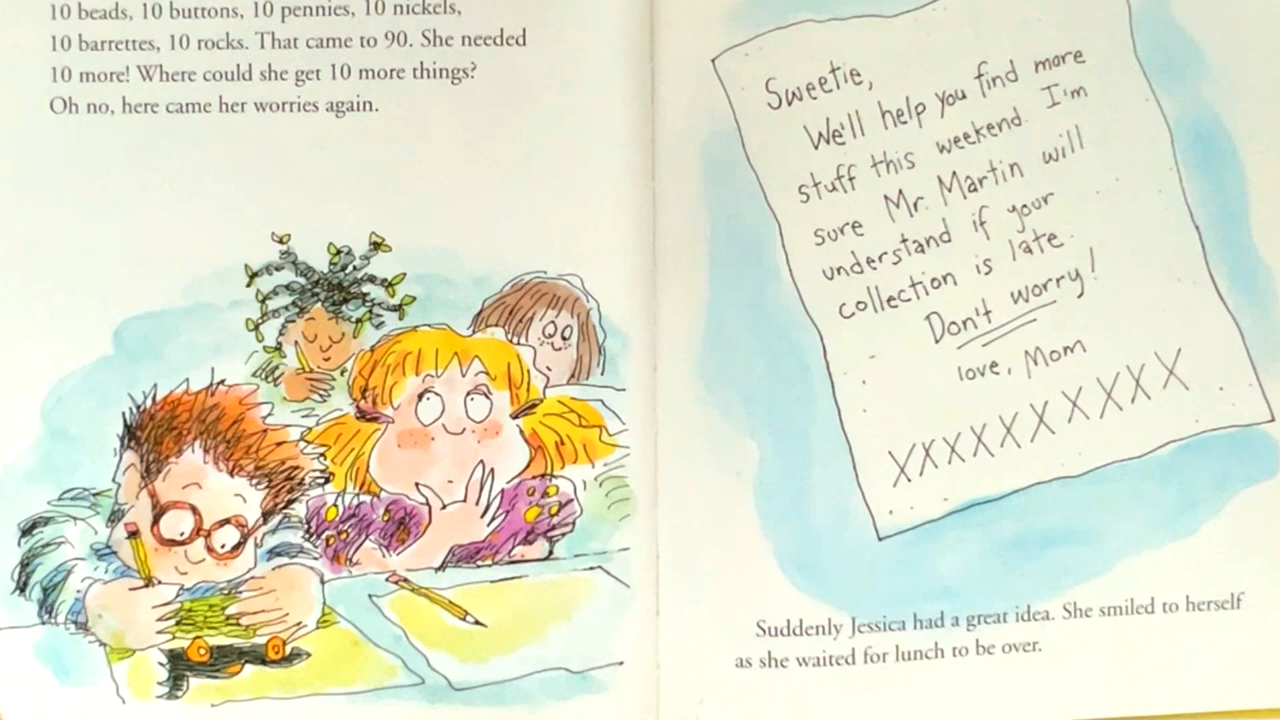 10 beads, 10 buttons, 10 pennies, 10 nickels,
10 barrettes, 10 rocks. That came to 90. She needed
10 more! Where could she get 10 more things?
Oh no, here came her worries again.
Sweetie,
We'll help you find more
stuff this weekend. I'm
sure Mr. Martin will
understand if your
collection is late.
Don't worry!
love, Mom
XXXXXXXXXX
Suddenly Jessica had a great idea. She smiled to herself
as she waited for lunch to be over.